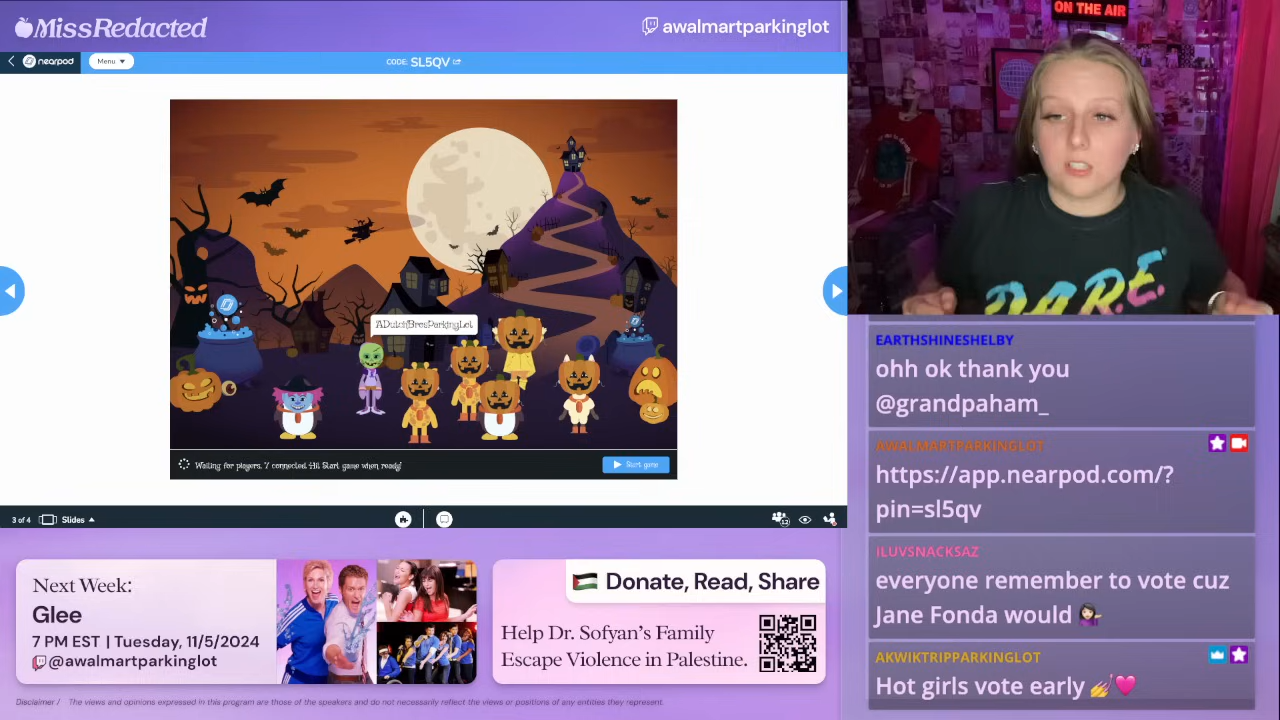 MissRedacted
awalmartparkinglot
nearpod
Menu
CODE: SL5QV
ADutchBrosParkingLot
Waiting for players. 7 connected. Hit Start game when ready!
Start game
3 of 4
Slides
12
ON THE AIR
D.A.R.E.
EARTHSHINESHELBY
ohh ok thank you
@grandpaham_
AWALMARTPARKINGLOT
https://app.nearpod.com/?
pin=sl5qv
ILUVSNACKSAZ
everyone remember to vote cuz
Jane Fonda would 💁🏻‍♀️
AKWIKTRIPPARKINGLOT
Hot girls vote early 💅💗
Next Week:
Glee
7 PM EST | Tuesday, 11/5/2024
@awalmartparkinglot
🇵🇸 Donate, Read, Share
Help Dr. Sofyan's Family
Escape Violence in Palestine.
Disclaimer / The views and opinions expressed in this program are those of the speakers and do not necessarily reflect the views or positions of any entities they represent.